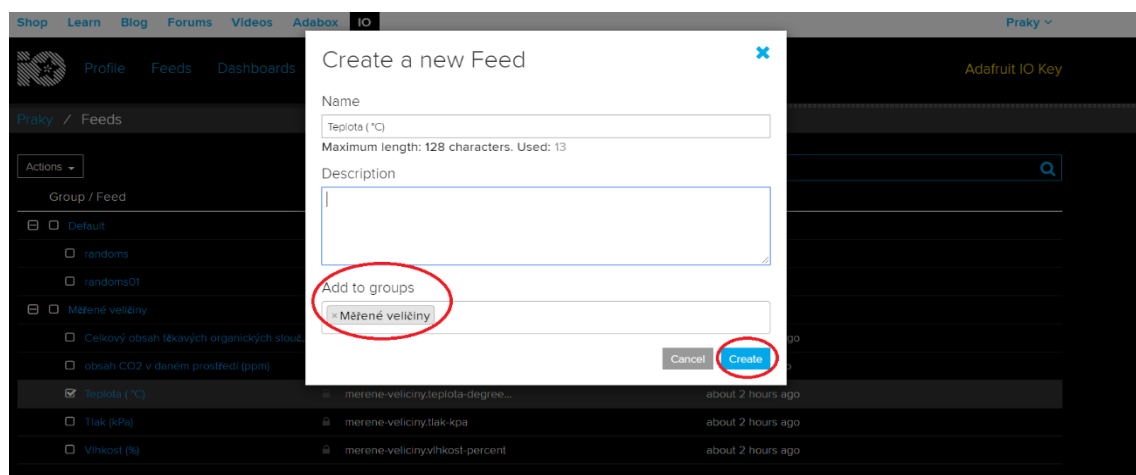 Shop Learn Blog Forums Videos Adabox IO Praky
Profile Feeds Dashboards Adafruit IO Key
Praky / Feeds
Actions
Group / Feed
Default
randoms
randoms01
Měřené veličiny
Celkový obsah těkavých organických slouč.
obsah CO2 v daném prostředí (ppm)
Teplota ( °C) merene-veliciny.teplota-degree... about 2 hours ago
Tlak (kPa) merene-veliciny.tlak-kpa about 2 hours ago
Vlhkost (%) merene-veliciny.vlhkost-percent about 2 hours ago
Create a new Feed
Name
Teplota ( °C)
Maximum length: 128 characters. Used: 13
Description
Add to groups
×Měřené veličiny
Cancel Create
go